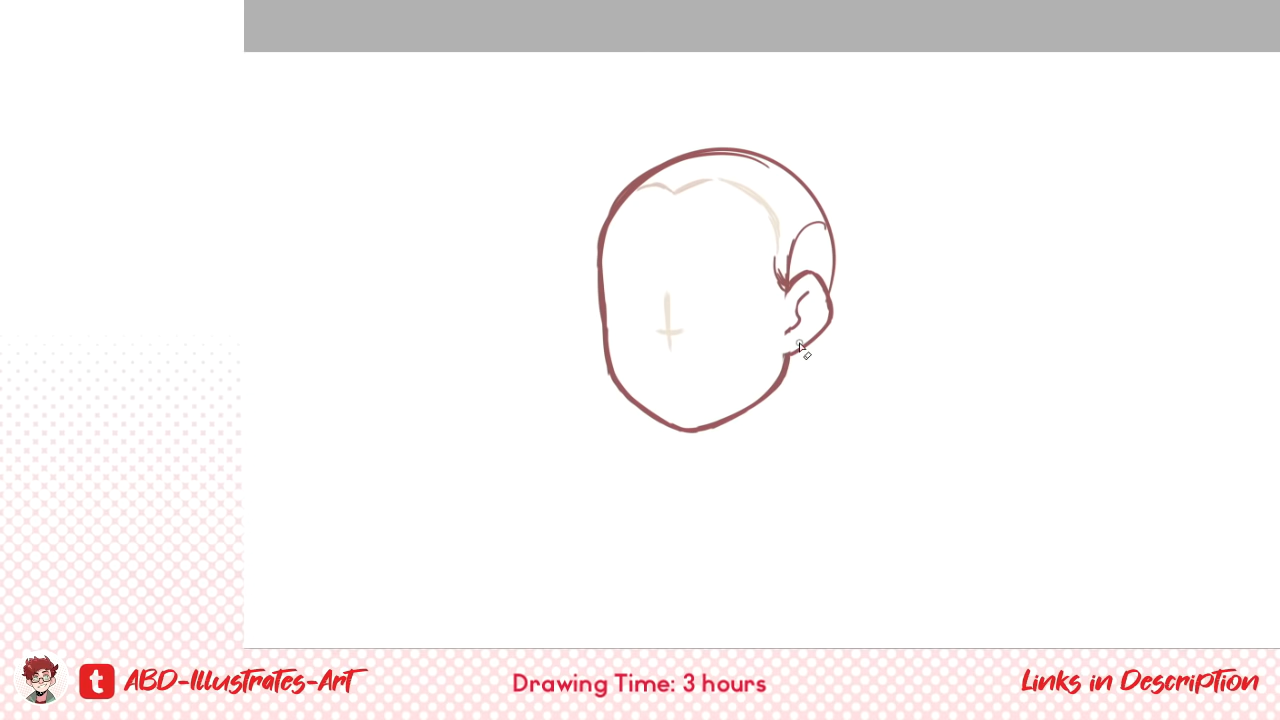 t ABD-Illustrates-Art
Drawing Time: 3 hours
Links in Description